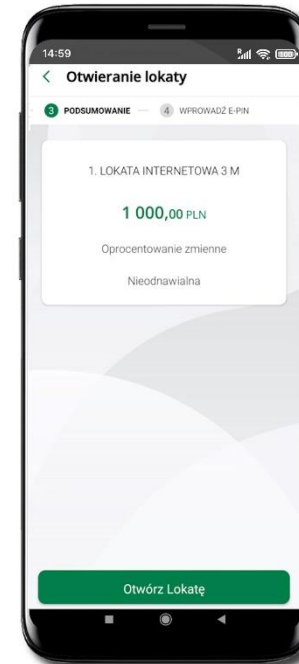 14:59
Otwieranie lokaty
3 PODSUMOWANIE 4 WPROWADŹ E-PIN
1. LOKATA INTERNETOWA 3 M
1 000,00 PLN
Oprocentowanie zmienne
Nieodnawialna
Otwórz Lokatę